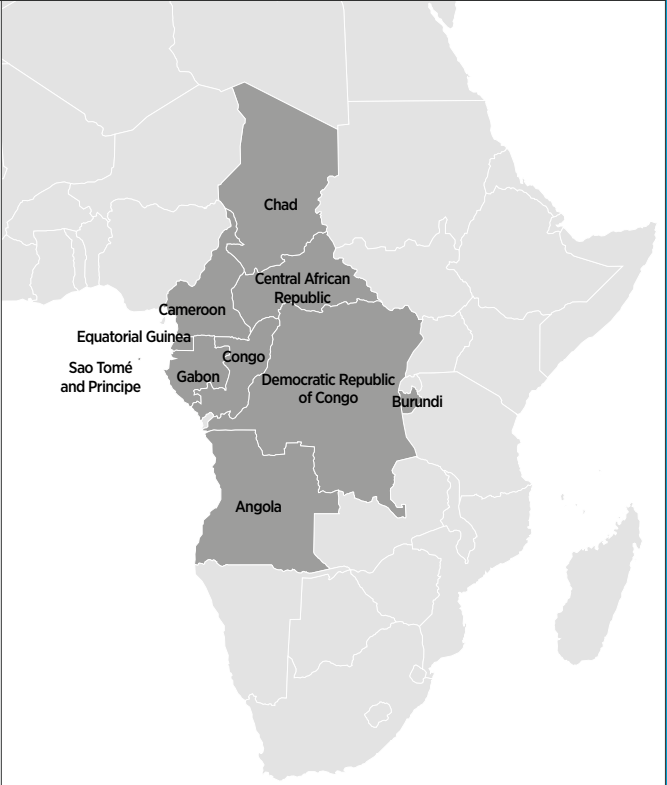 Chad
Central African
Republic
Cameroon
Equatorial Guinea
Congo
Sao Tomé
and Principe
Gabon
Democratic Republic
of Congo
Burundi
Angola